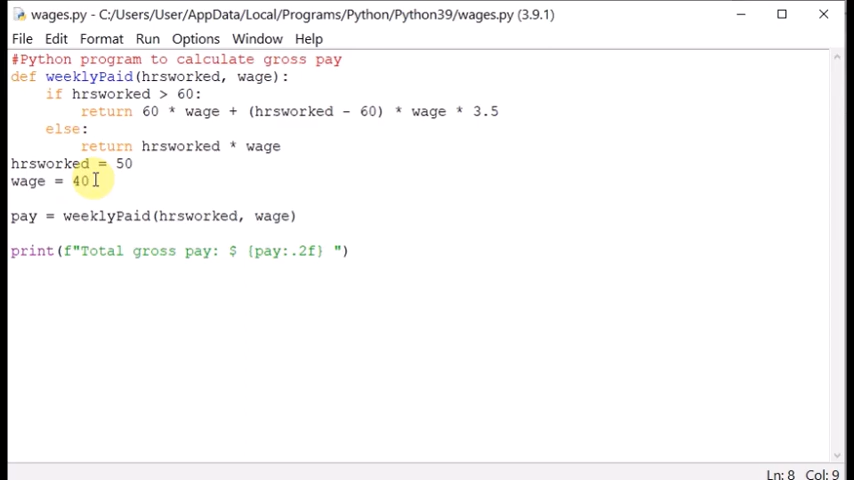 wages.py - C:/Users/User/AppData/Local/Programs/Python/Python39/wages.py (3.9.1)
File Edit Format Run Options Window Help
#Python program to calculate gross pay
def weeklyPaid(hrsworked, wage):
    if hrsworked > 60:
        return 60 * wage + (hrsworked - 60) * wage * 3.5
    else:
        return hrsworked * wage
hrsworked = 50
wage = 40
pay = weeklyPaid(hrsworked, wage)
print(f"Total gross pay: $ {pay:.2f} ")
Ln: 8 Col: 9